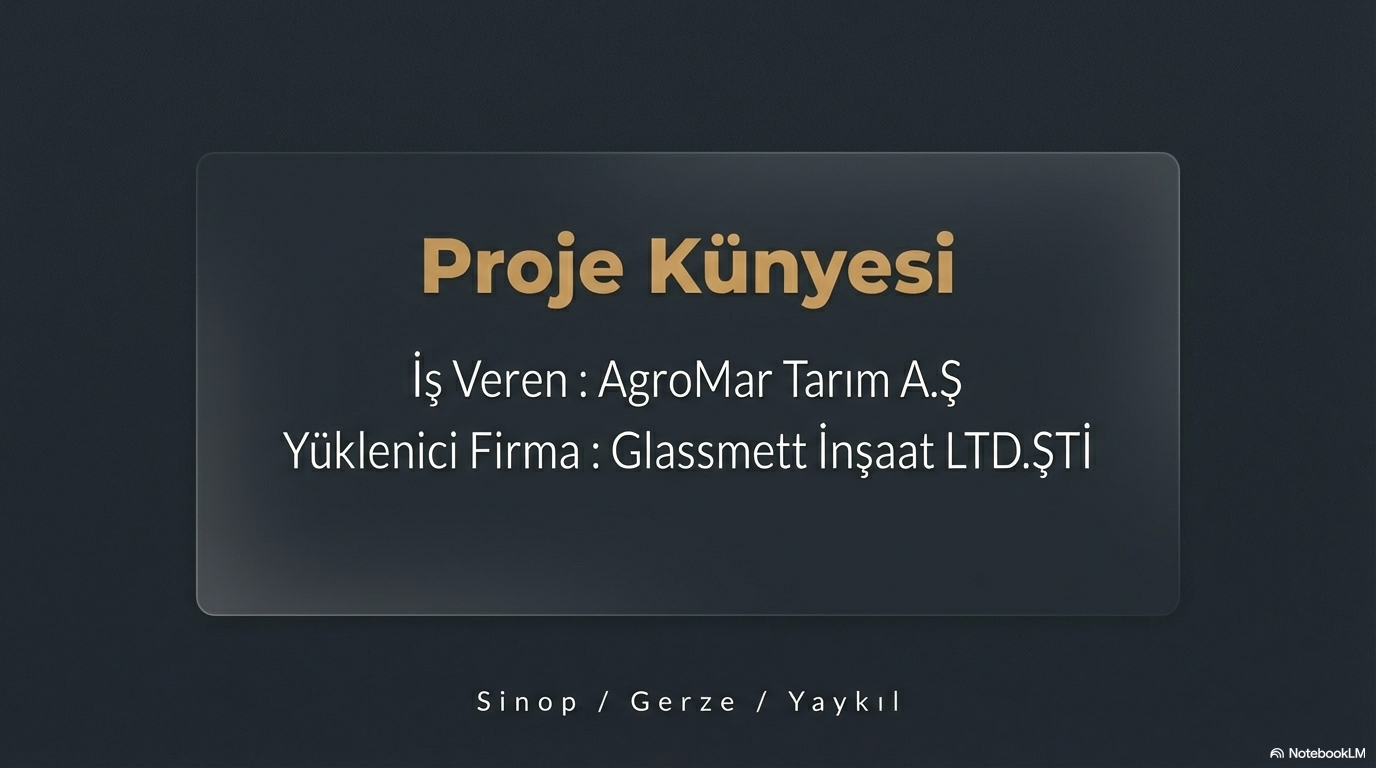 Proje Künyesi
İş Veren : AgroMar Tarım A.Ş
Yüklenici Firma : Glassmett İnşaat LTD.ŞTİ
Sinop / Gerze / Yaykıl
NotebookLM